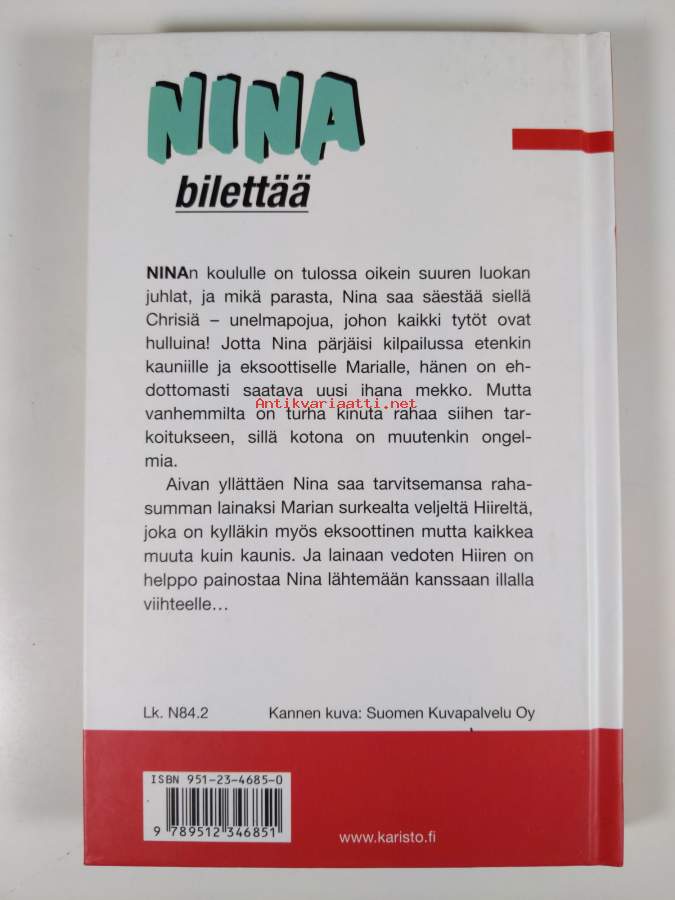 NINA
bilettää
NINAn koululle on tulossa oikein suuren luokan
juhlat, ja mikä parasta, Nina saa säestää siellä
Chrisiä – unelmapojua, johon kaikki tytöt ovat
hulluina! Jotta Nina pärjäisi kilpailussa etenkin
kauniille ja eksoottiselle Marialle, hänen on eh-
dottomasti saatava uusi ihana mekko. Mutta
Antikvariaatti.net
vanhemmilta on turha kinuta rahaa siihen tar-
koitukseen, sillä kotona on muutenkin ongel-
mia.
Aivan yllättäen Nina saa tarvitsemansa raha-
summan lainaksi Marian surkealta veljeltä Hiireltä,
joka on kylläkin myös eksoottinen mutta kaikkea
muuta kuin kaunis. Ja lainaan vedoten Hiiren on
helppo painostaa Nina lähtemään kanssaan illalla
viihteelle…
Lk. N84.2 Kannen kuva: Suomen Kuvapalvelu Oy
ISBN 951-23-4685-0
9 789512 346851
www.karisto.fi